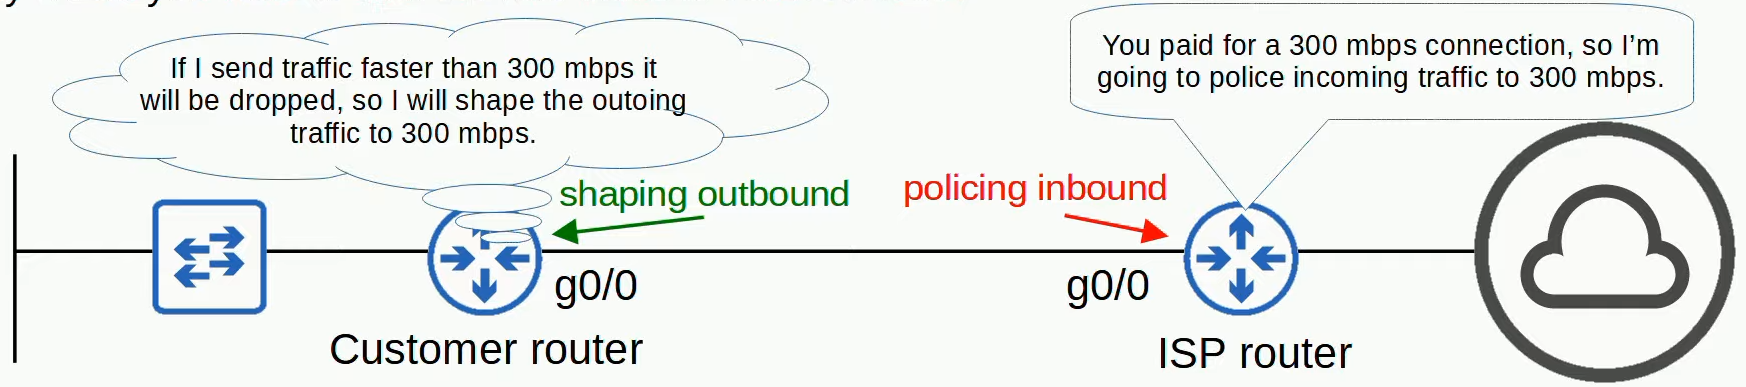 If I send traffic faster than 300 mbps it
will be dropped, so I will shape the outoing
traffic to 300 mbps.
You paid for a 300 mbps connection, so I'm
going to police incoming traffic to 300 mbps.
shaping outbound
policing inbound
g0/0
g0/0
Customer router
ISP router